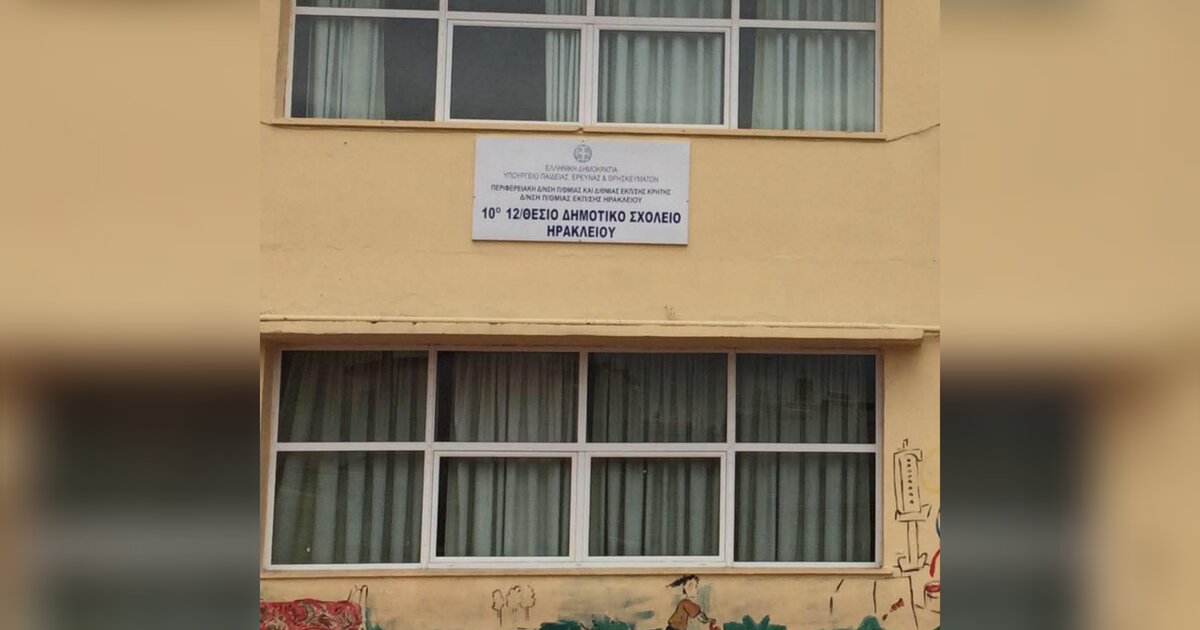 ΕΛΛΗΝΙΚΗ ΔΗΜΟΚΡΑΤΙΑ
ΥΠΟΥΡΓΕΙΟ ΠΑΙΔΕΙΑΣ, ΕΡΕΥΝΑΣ & ΘΡΗΣΚΕΥΜΑΤΩΝ
ΠΕΡΙΦΕΡΕΙΑΚΗ Δ/ΝΣΗ Π/ΘΜΙΑΣ ΚΑΙ Δ/ΘΜΙΑΣ ΕΚΠ/ΣΗΣ ΚΡΗΤΗΣ
Δ/ΝΣΗ Π/ΘΜΙΑΣ ΕΚΠ/ΣΗΣ ΗΡΑΚΛΕΙΟΥ
10ο 12/ΘΕΣΙΟ ΔΗΜΟΤΙΚΟ ΣΧΟΛΕΙΟ
ΗΡΑΚΛΕΙΟΥ